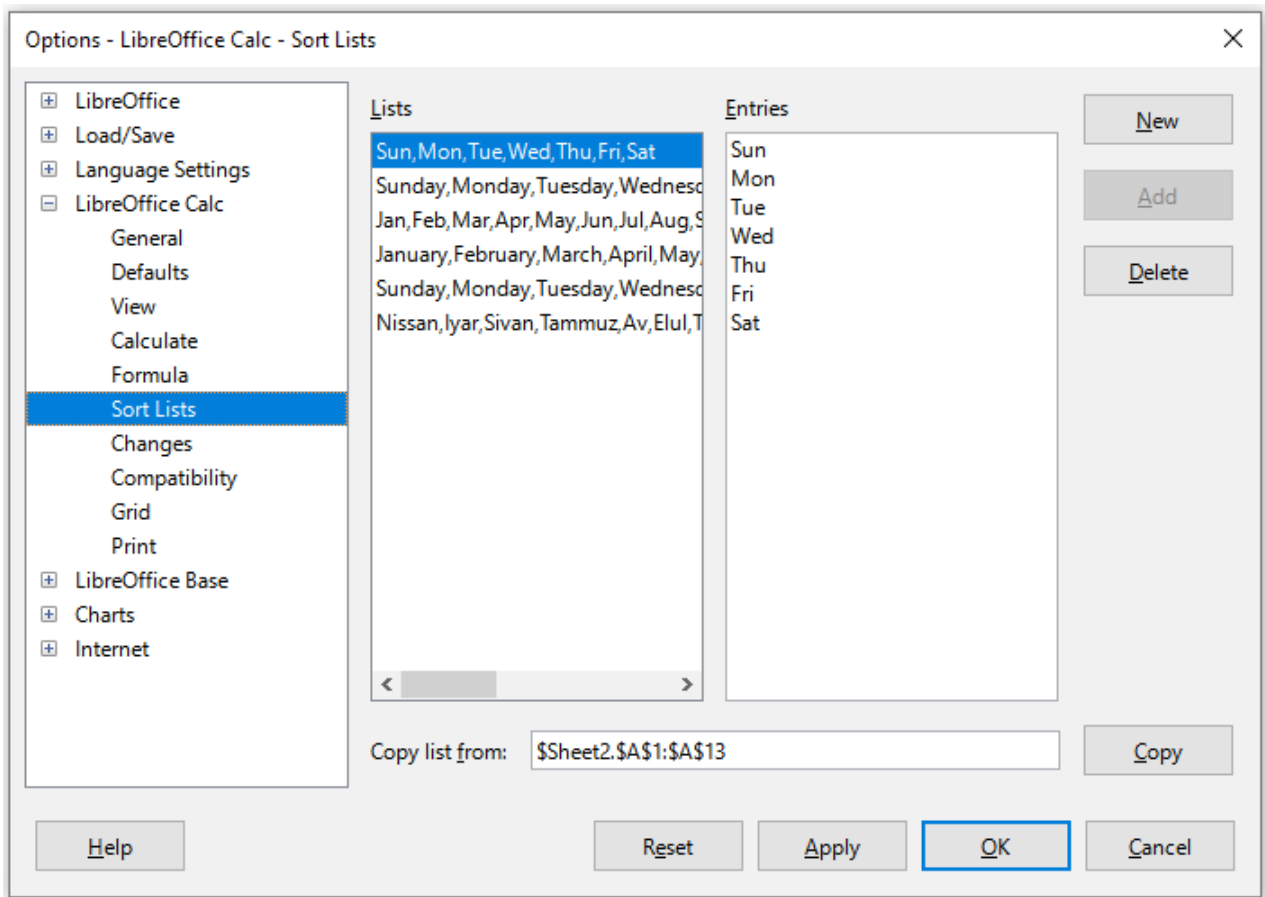 Options - LibreOffice Calc - Sort Lists
LibreOffice
Load/Save
Language Settings
LibreOffice Calc
General
Defaults
View
Calculate
Formula
Sort Lists
Changes
Compatibility
Grid
Print
LibreOffice Base
Charts
Internet
Lists
Sun,Mon,Tue,Wed,Thu,Fri,Sat
Sunday,Monday,Tuesday,Wednesd
Jan,Feb,Mar,Apr,May,Jun,Jul,Aug,S
January,February,March,April,May,
Sunday,Monday,Tuesday,Wednesd
Nissan,Iyar,Sivan,Tammuz,Av,Elul,T
Entries
Sun
Mon
Tue
Wed
Thu
Fri
Sat
New
Add
Delete
Copy list from: $Sheet2.$A$1:$A$13
Copy
Help
Reset
Apply
OK
Cancel